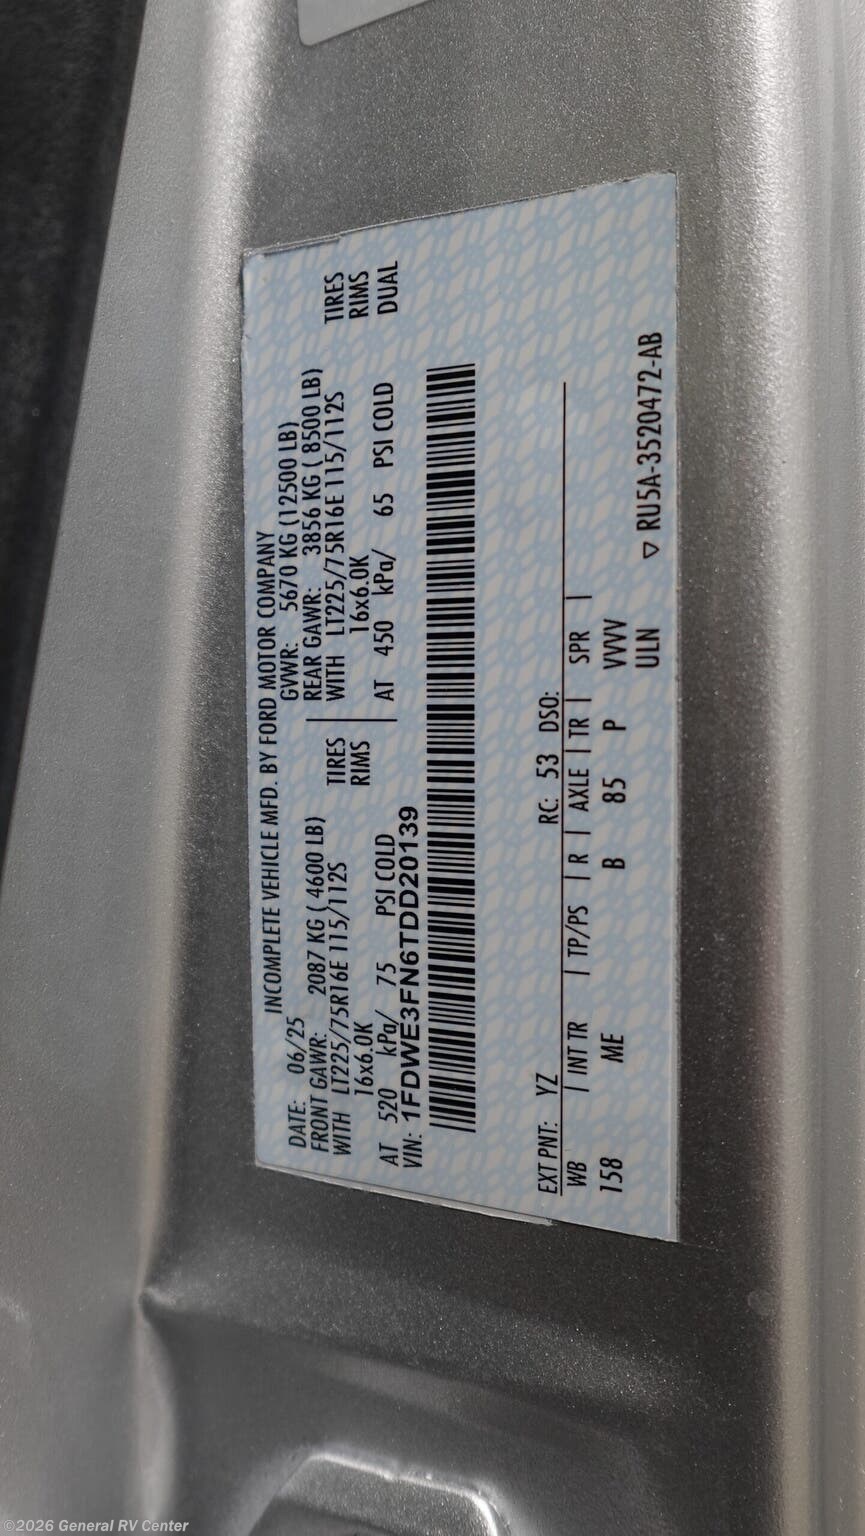 INCOMPLETE VEHICLE MFD. BY FORD MOTOR COMPANY
DATE: 06/25 GVWR: 5670 KG (12500 LB)
FRONT GAWR: 2087 KG ( 4600 LB) REAR GAWR: 3856 KG ( 8500 LB)
WITH LT225/75R16E 115/112S TIRES WITH LT225/75R16E 115/112S TIRES
16x6.0K RIMS 16x6.0K RIMS
AT 520 kPa/ 75 PSI COLD AT 450 kPa/ 65 PSI COLD DUAL
VIN: 1FDWE3FN6TDD20139
EXT PNT: YZ RC: 53 DSO:
WB | INT TR | TP/PS | R | AXLE | TR | SPR |
158 ME B 85 P VVVV
ULN ▽ RU5A-3520472-AB
©2026 General RV Center